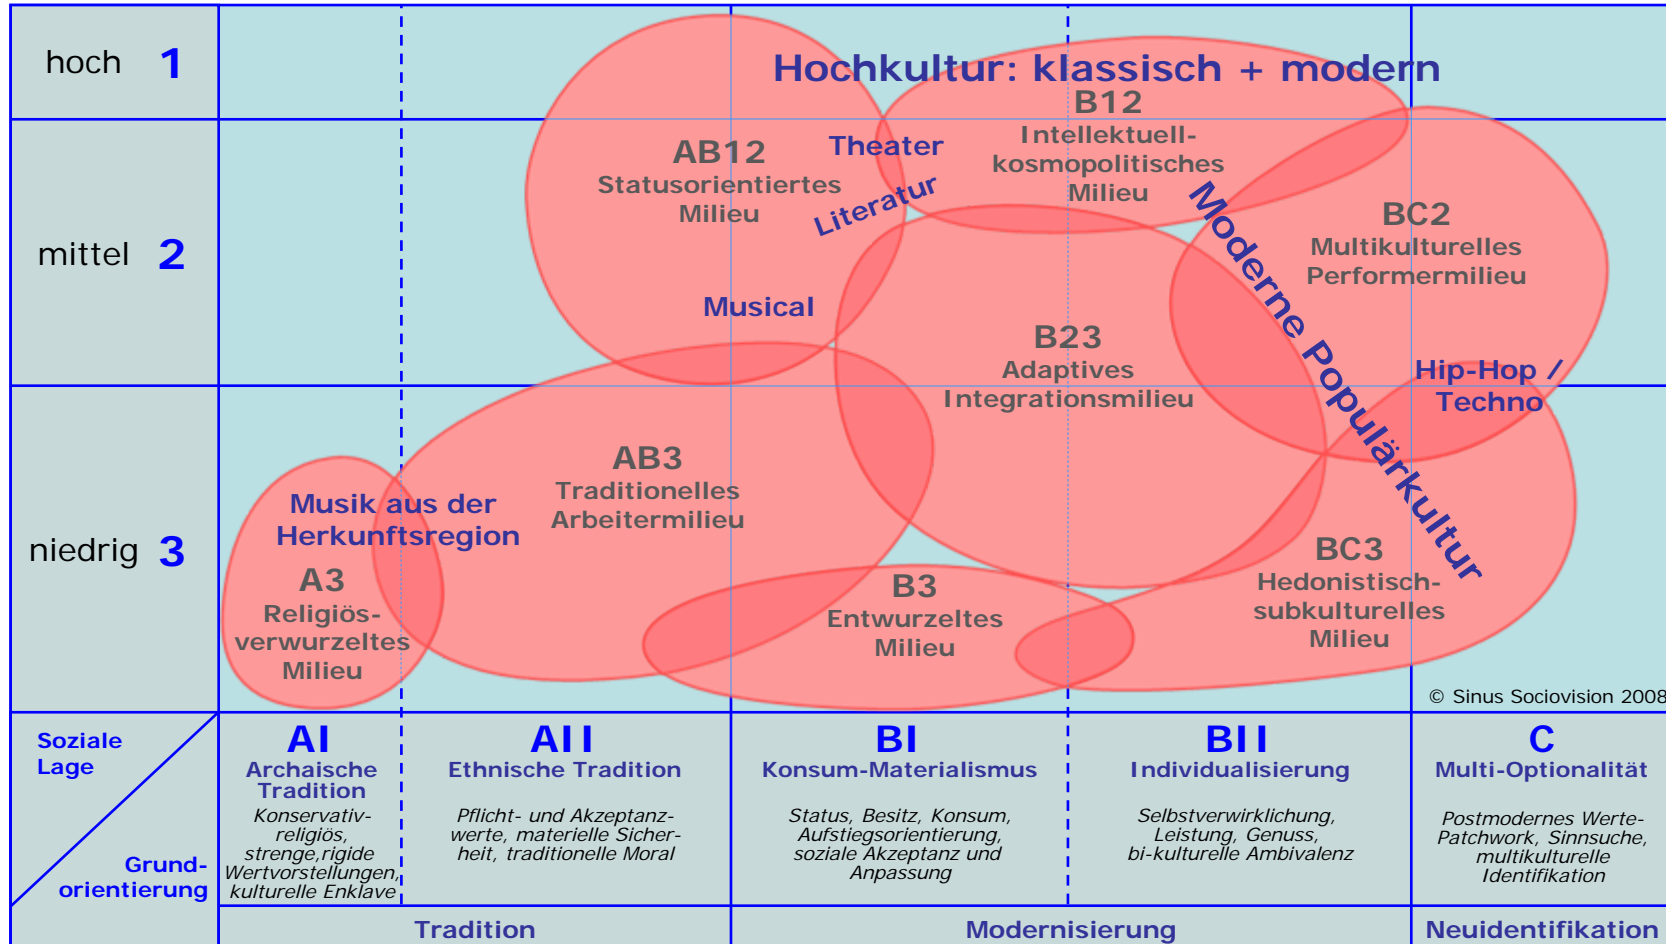 hoch 1
Hochkultur: klassisch + modern
B12
Intellektuell-
kosmopolitisches
Milieu
Theater
AB12
Statusorientiertes
Milieu
Literatur
mittel 2
BC2
Multikulturelles
Performermilieu
Moderne Populärkultur
Musical
B23
Adaptives
Integrationsmilieu
Hip-Hop /
Techno
niedrig 3
AB3
Traditionelles
Arbeitermilieu
Musik aus der
Herkunftsregion
A3
Religiös-
verwurzeltes
Milieu
B3
Entwurzeltes
Milieu
BC3
Hedonistisch-
subkulturelles
Milieu
© Sinus Sociovision 2008
Soziale
Lage
Grund-
orientierung
AI
Archaische
Tradition
Konservativ-
religiös,
strenge,rigide
Wertvorstellungen,
kulturelle Enklave
AII
Ethnische Tradition
Pflicht- und Akzeptanz-
werte, materielle Sicher-
heit, traditionelle Moral
BI
Konsum-Materialismus
Status, Besitz, Konsum,
Aufstiegsorientierung,
soziale Akzeptanz und
Anpassung
BII
Individualisierung
Selbstverwirklichung,
Leistung, Genuss,
bi-kulturelle Ambivalenz
C
Multi-Optionalität
Postmodernes Werte-
Patchwork, Sinnsuche,
multikulturelle
Identifikation
Tradition
Modernisierung
Neuidentifikation